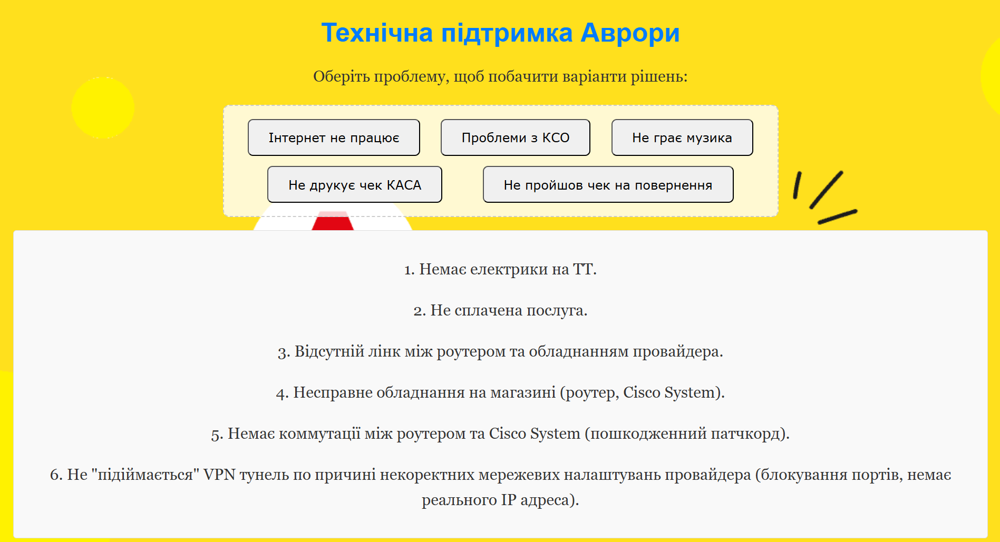 Технічна підтримка Аврори
Оберіть проблему, щоб побачити варіанти рішень:
Інтернет не працює
Проблеми з КСО
Не грає музика
Не друкує чек КАСА
Не пройшов чек на повернення
1. Немає електрики на ТТ.
2. Не сплачена послуга.
3. Відсутній лінк між роутером та обладнанням провайдера.
4. Несправне обладнання на магазині (роутер, Cisco System).
5. Немає коммутації між роутером та Cisco System (пошкодженний патчкорд).
6. Не "підіймається" VPN тунель по причині некоректних мережевих налаштувань провайдера (блокування портів, немає
реального IP адреса).